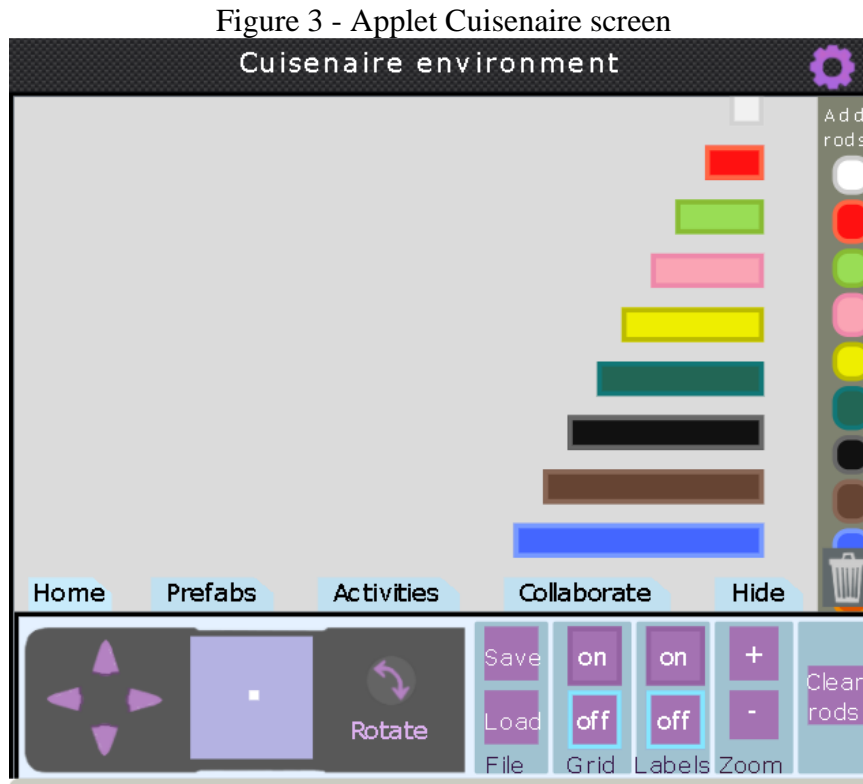 Figure 3 - Applet Cuisenaire screen
Cuisenaire environment
Add
rods
Home Prefabs Activities Collaborate Hide
Save on on +
Clear
rods
Load off off -
Rotate
File Grid Labels Zoom